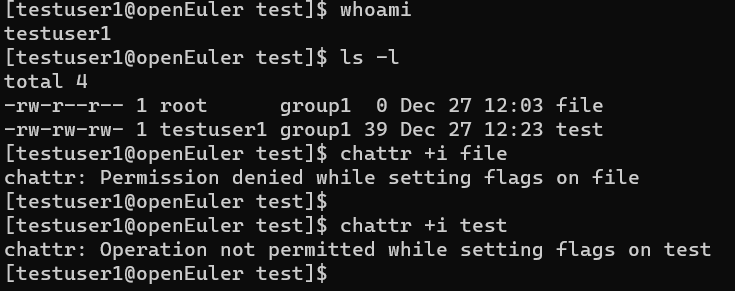 [testuser1@openEuler test]$ whoami
testuser1
[testuser1@openEuler test]$ ls -l
total 4
-rw-r--r-- 1 root      group1  0 Dec 27 12:03 file
-rw-rw-rw- 1 testuser1 group1 39 Dec 27 12:23 test
[testuser1@openEuler test]$ chattr +i file
chattr: Permission denied while setting flags on file
[testuser1@openEuler test]$
[testuser1@openEuler test]$ chattr +i test
chattr: Operation not permitted while setting flags on test
[testuser1@openEuler test]$